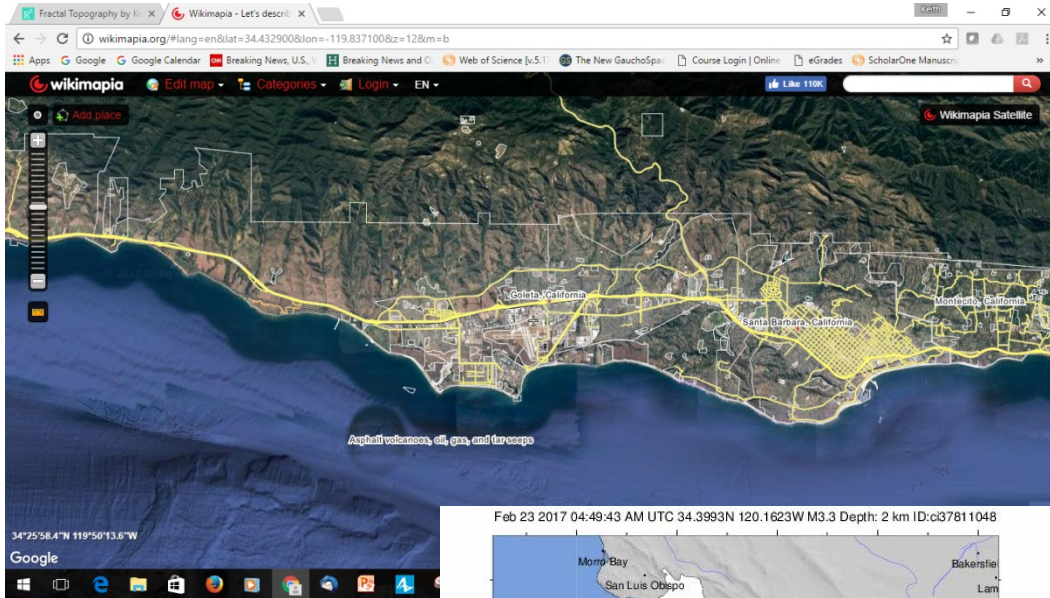 Fractal Topography by K
Wikimapia - Let's describ
Keith
wikimapia.org/#lang=en&lat=34.432900&lon=-119.837100&z=12&m=b
Apps Google Google Calendar Breaking News, U.S., Breaking News and O Web of Science [v.5.1 The New GauchoSpac Course Login | Online eGrades ScholarOne Manuscrip »
wikimapia Edit map Categories Login EN Like 110K
Add place
Wikimapia Satellite
Goleta, California
Montecito, California
Santa Barbara, California
Asphalt volcanoes, oil, gas, and tar seeps
34°25'58.4"N 119°50'13.6"W
Google
Feb 23 2017 04:49:43 AM UTC 34.3993N 120.1623W M3.3 Depth: 2 km ID:ci37811048
Morro Bay
Bakersfie
San Luis Obispo
Lam